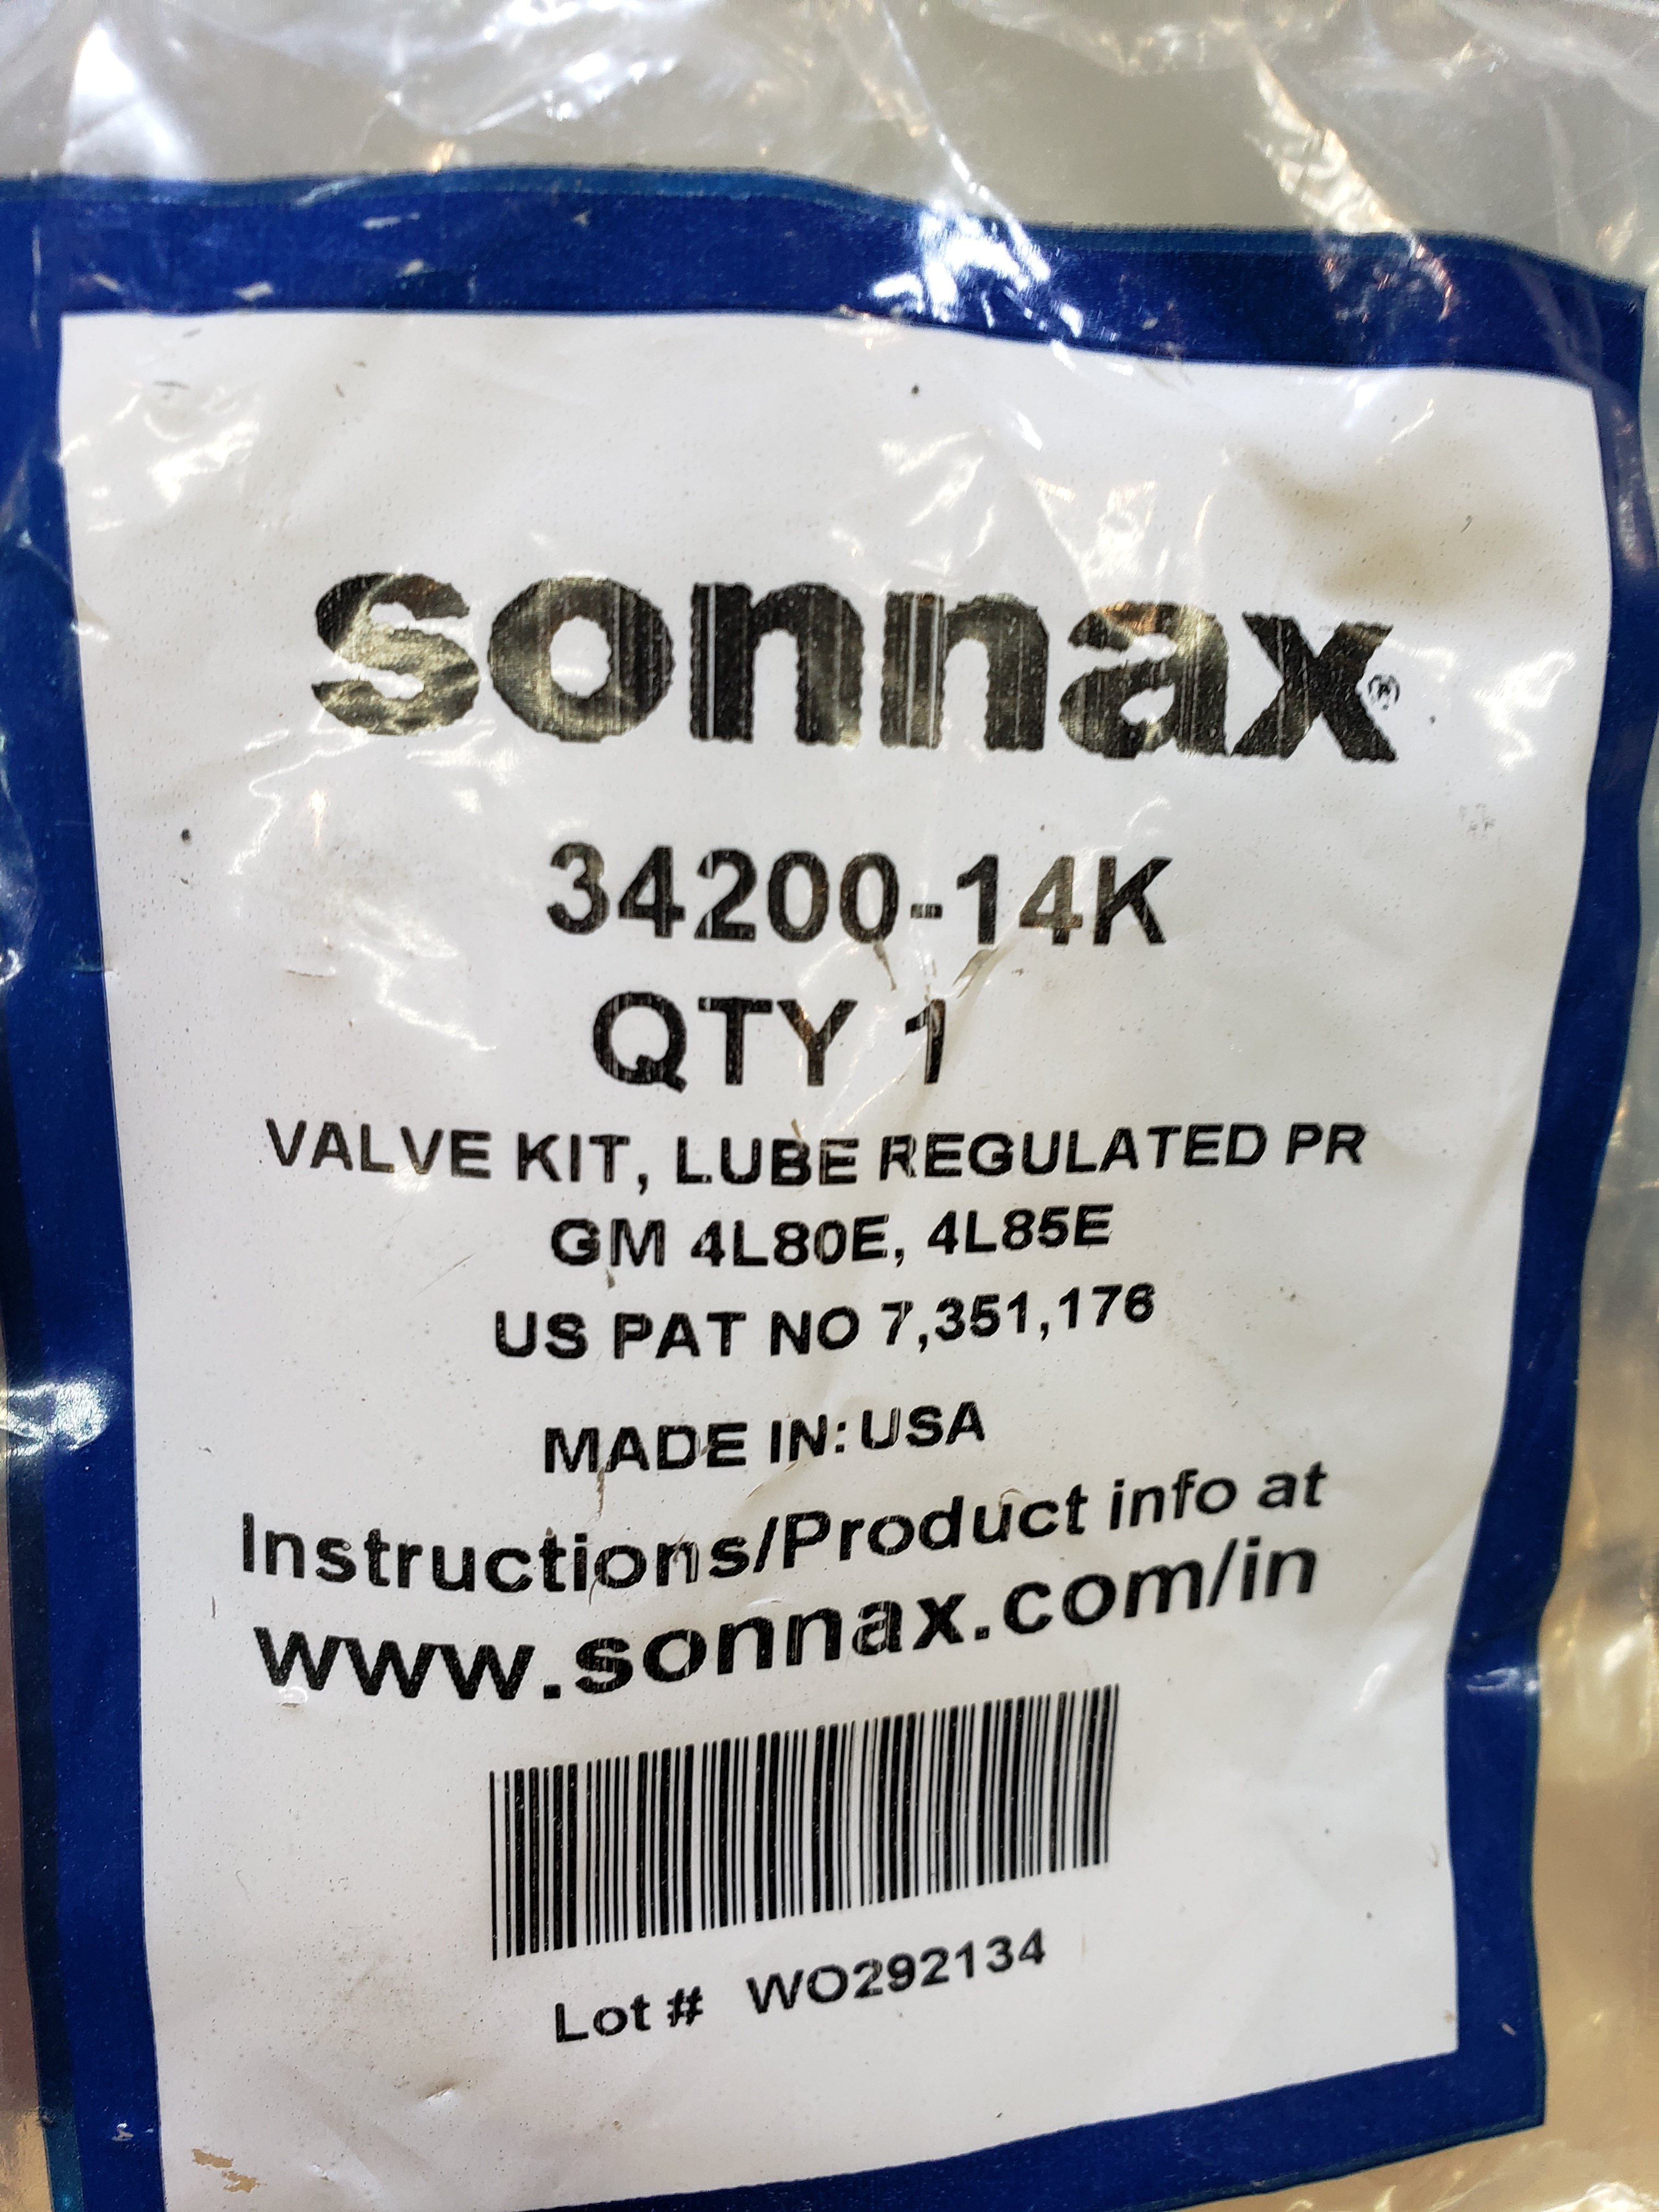 sonnax®
34200-14K
QTY 1
VALVE KIT, LUBE REGULATED PR
GM 4L80E, 4L85E
US PAT NO 7,351,176
MADE IN: USA
Instructions/Product info at
www.sonnax.com/in
Lot # WO292134